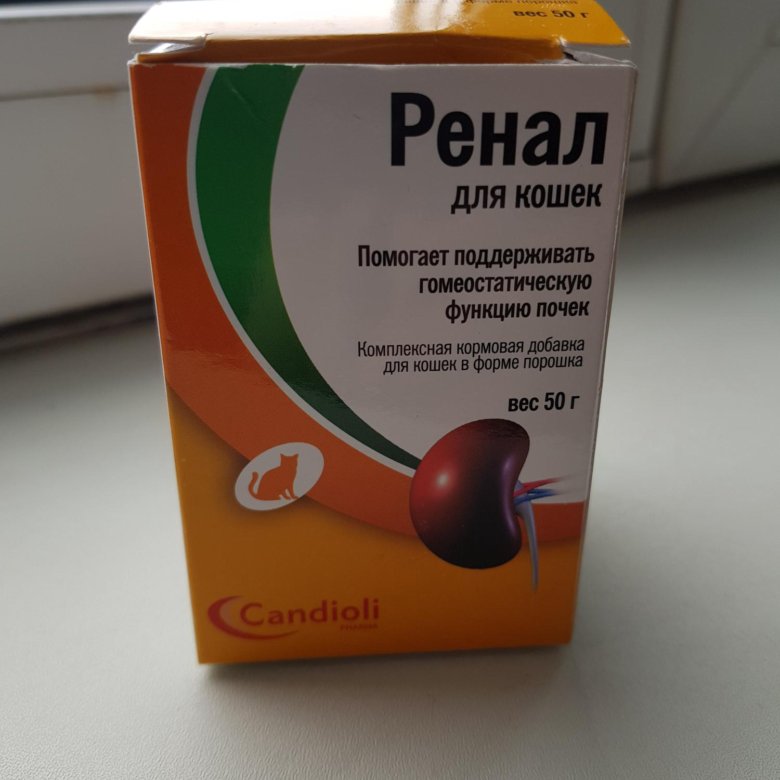 вес 50 г
Ренал
для кошек
Помогает поддерживать
гомеостатическую
функцию почек
Комплексная кормовая добавка
для кошек в форме порошка
вес 50 г
Candioli
PHARMA